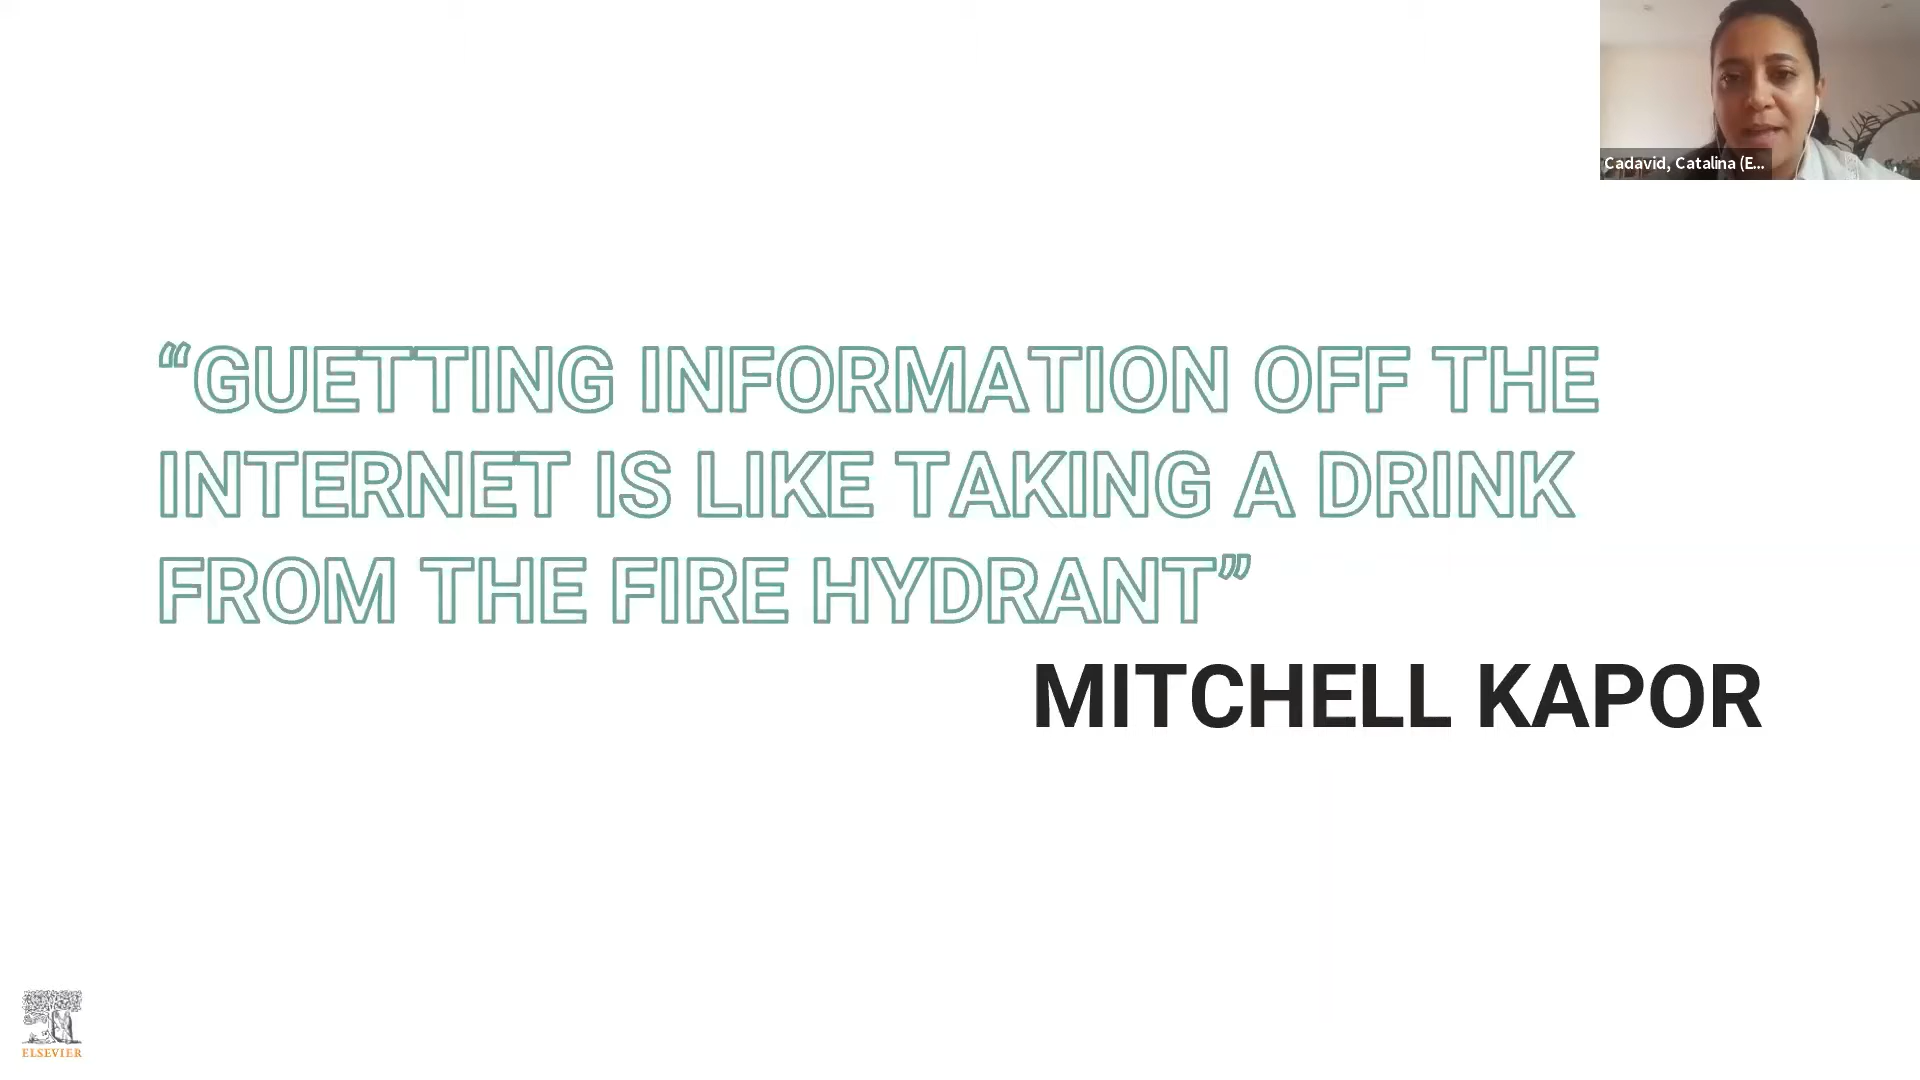 Cadavid, Catalina (E...
“GUETTING INFORMATION OFF THE
INTERNET IS LIKE TAKING A DRINK
FROM THE FIRE HYDRANT”
MITCHELL KAPOR
ELSEVIER